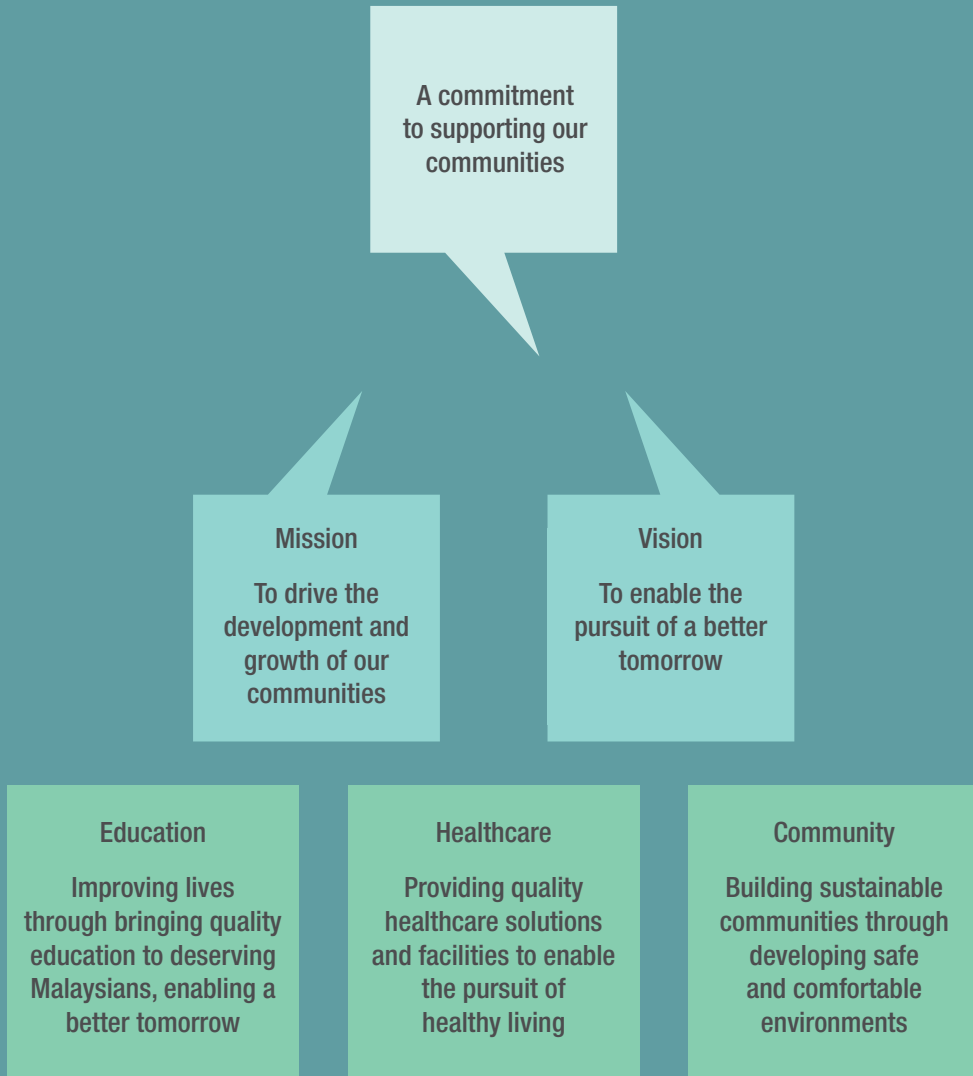 A commitment
to supporting our
communities
Mission
To drive the
development and
growth of our
communities
Vision
To enable the
pursuit of a better
tomorrow
Education
Improving lives
through bringing quality
education to deserving
Malaysians, enabling a
better tomorrow
Healthcare
Providing quality
healthcare solutions
and facilities to enable
the pursuit of
healthy living
Community
Building sustainable
communities through
developing safe
and comfortable
environments